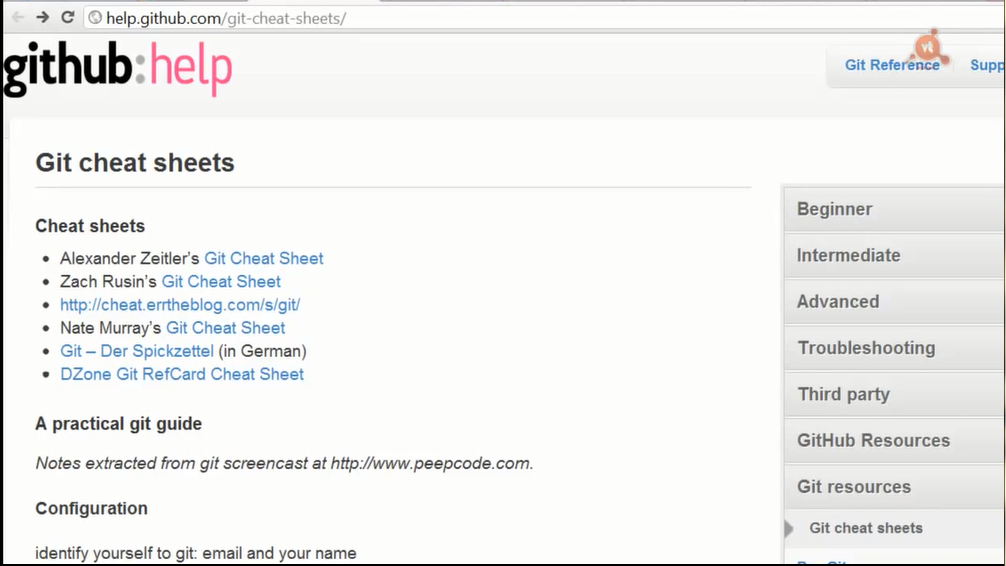 help.github.com/git-cheat-sheets/
github:help
vt
Git Reference
Git cheat sheets
Cheat sheets
Alexander Zeitler’s Git Cheat Sheet
Zach Rusin’s Git Cheat Sheet
http://cheat.errtheblog.com/s/git/
Nate Murray’s Git Cheat Sheet
Git – Der Spickzettel (in German)
DZone Git RefCard Cheat Sheet
A practical git guide
Notes extracted from git screencast at http://www.peepcode.com.
Configuration
identify yourself to git: email and your name
Beginner
Intermediate
Advanced
Troubleshooting
Third party
GitHub Resources
Git resources
Git cheat sheets